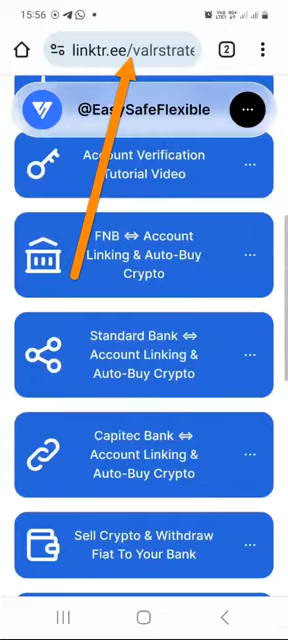 15:56
linktr.ee/valrstrate
2
@EasySafeFlexible
Account Verification
Tutorial Video
FNB ⇔ Account
Linking & Auto-Buy
Crypto
Standard Bank ⇔
Account Linking &
Auto-Buy Crypto
Capitec Bank ⇔
Account Linking &
Auto-Buy Crypto
Sell Crypto & Withdraw
Fiat To Your Bank